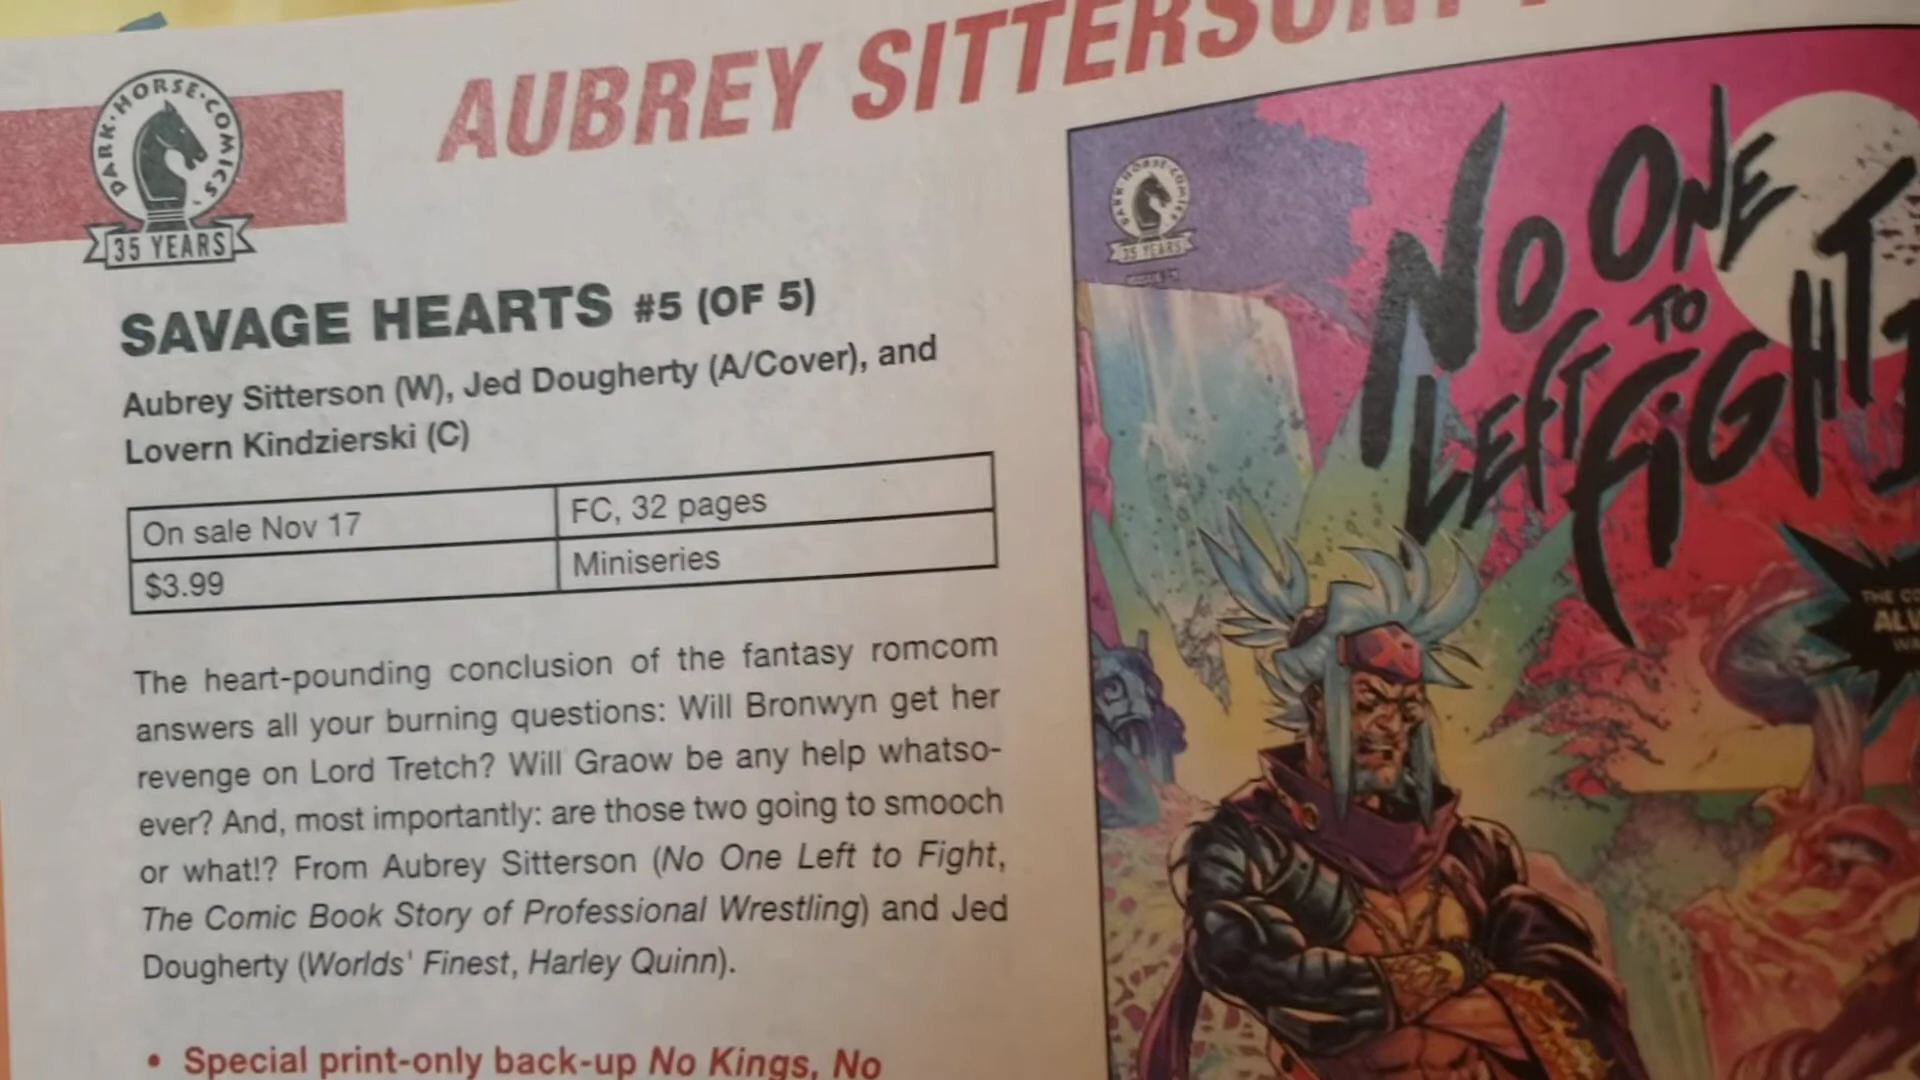 AUBREY SITTERSON
DARK·HORSE·COMICS
35 YEARS
SAVAGE HEARTS #5 (OF 5)
Aubrey Sitterson (W), Jed Dougherty (A/Cover), and
Lovern Kindzierski (C)
On sale Nov 17
FC, 32 pages
$3.99
Miniseries
The heart-pounding conclusion of the fantasy romcom
answers all your burning questions: Will Bronwyn get her
revenge on Lord Tretch? Will Graow be any help whatso-
ever? And, most importantly: are those two going to smooch
or what!? From Aubrey Sitterson (No One Left to Fight,
The Comic Book Story of Professional Wrestling) and Jed
Dougherty (Worlds' Finest, Harley Quinn).
• Special print-only back-up No Kings, No
DARK·HORSE·COMICS
35 YEARS
NO ONE
LEFT TO
FIGHT
THE